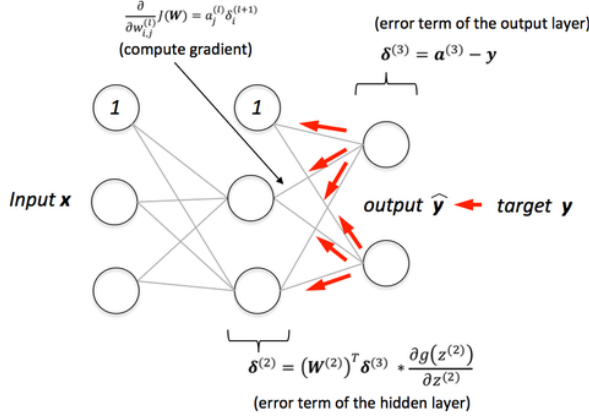 ∂/∂w_{i,j}^{(l)} J(W) = a_j^{(l)} δ_i^{(l+1)}
(compute gradient)
(error term of the output layer)
δ^{(3)} = a^{(3)} − y
1
1
Input x
output ŷ
target y
δ^{(2)} = (W^{(2)})^T δ^{(3)} * ∂g(z^{(2)})/∂z^{(2)}
(error term of the hidden layer)